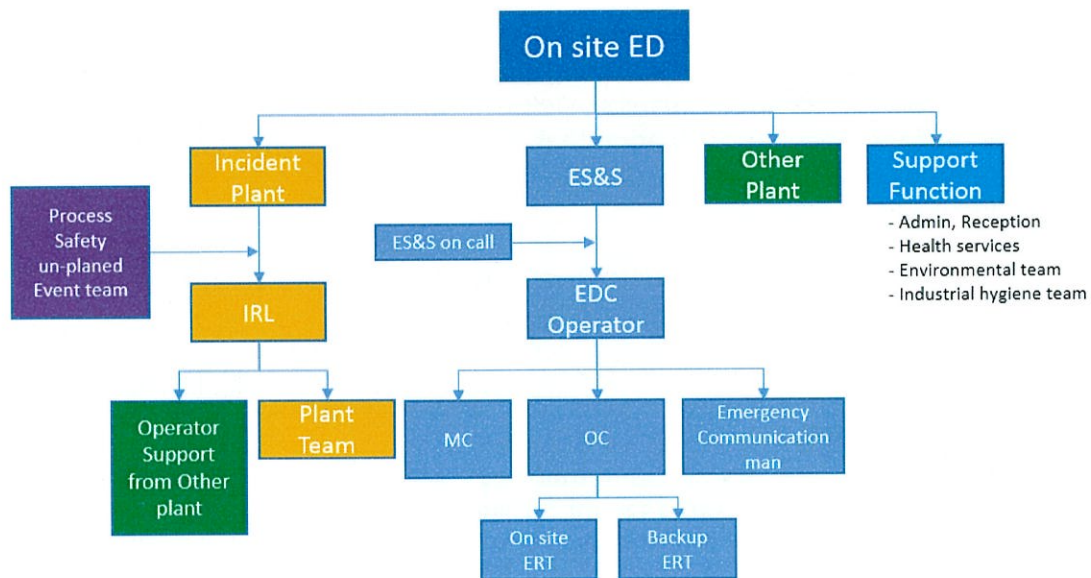 On site ED
Incident
Plant
ES&S
Other
Plant
Support
Function
- Admin, Reception
- Health services
- Environmental team
- Industrial hygiene team
Process
Safety
un-planed
Event team
ES&S on call
IRL
EDC
Operator
Operator
Support
from Other
plant
Plant
Team
MC
OC
Emergency
Communication
man
On site
ERT
Backup
ERT